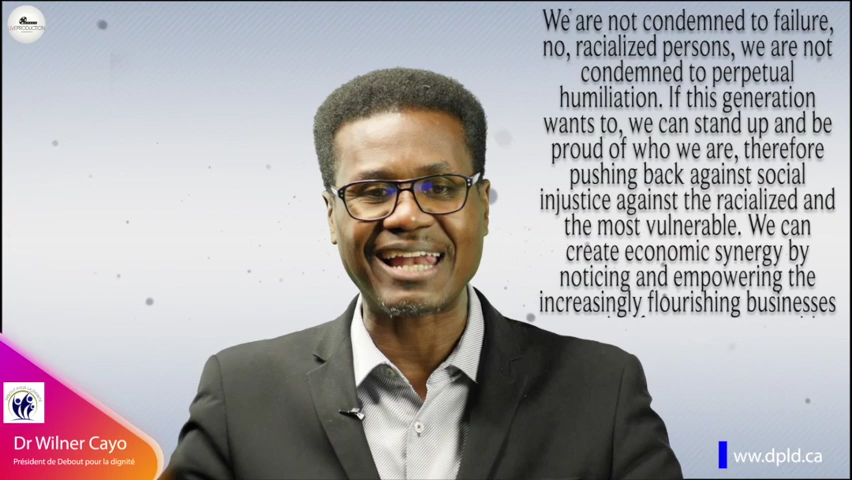 LIVEPRODUCTION
We are not condemned to failure,
no, racialized persons, we are not
condemned to perpetual
humiliation. If this generation
wants to, we can stand up and be
proud of who we are, therefore
pushing back against social
injustice against the racialized and
the most vulnerable. We can
create economic synergy by
noticing and empowering the
increasingly flourishing businesses
Dr Wilner Cayo
Président de Debout pour la dignité
ww.dpld.ca